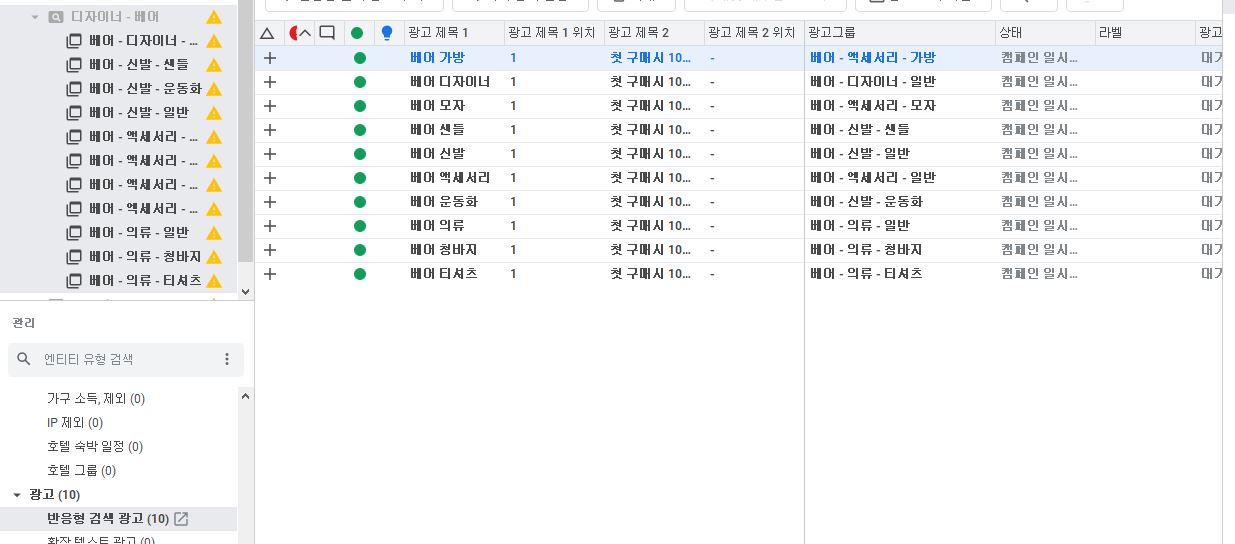 디자이너 - 베어
베어 - 디자이너 - ...
베어 - 신발 - 샌들
베어 - 신발 - 운동화
베어 - 신발 - 일반
베어 - 액세서리 - ...
베어 - 액세서리 - ...
베어 - 액세서리 - ...
베어 - 액세서리 - ...
베어 - 의류 - 일반
베어 - 의류 - 청바지
베어 - 의류 - 티셔츠
관리
엔티티 유형 검색
가구 소득, 제외 (0)
IP 제외 (0)
호텔 숙박 일정 (0)
호텔 그룹 (0)
광고 (10)
반응형 검색 광고 (10)
확장 텍스트 광고 (0)
광고 제목 1 광고 제목 1 위치 광고 제목 2 광고 제목 2 위치 광고그룹 상태 라벨 광고
베어 가방 1 첫 구매시 10... - 베어 - 액세서리 - 가방 캠페인 일시... 대기
베어 디자이너 1 첫 구매시 10... - 베어 - 디자이너 - 일반 캠페인 일시... 대기
베어 모자 1 첫 구매시 10... - 베어 - 액세서리 - 모자 캠페인 일시... 대기
베어 샌들 1 첫 구매시 10... - 베어 - 신발 - 샌들 캠페인 일시... 대기
베어 신발 1 첫 구매시 10... - 베어 - 신발 - 일반 캠페인 일시... 대기
베어 액세서리 1 첫 구매시 10... - 베어 - 액세서리 - 일반 캠페인 일시... 대기
베어 운동화 1 첫 구매시 10... - 베어 - 신발 - 운동화 캠페인 일시... 대기
베어 의류 1 첫 구매시 10... - 베어 - 의류 - 일반 캠페인 일시... 대기
베어 청바지 1 첫 구매시 10... - 베어 - 의류 - 청바지 캠페인 일시... 대기
베어 티셔츠 1 첫 구매시 10... - 베어 - 의류 - 티셔츠 캠페인 일시... 대기